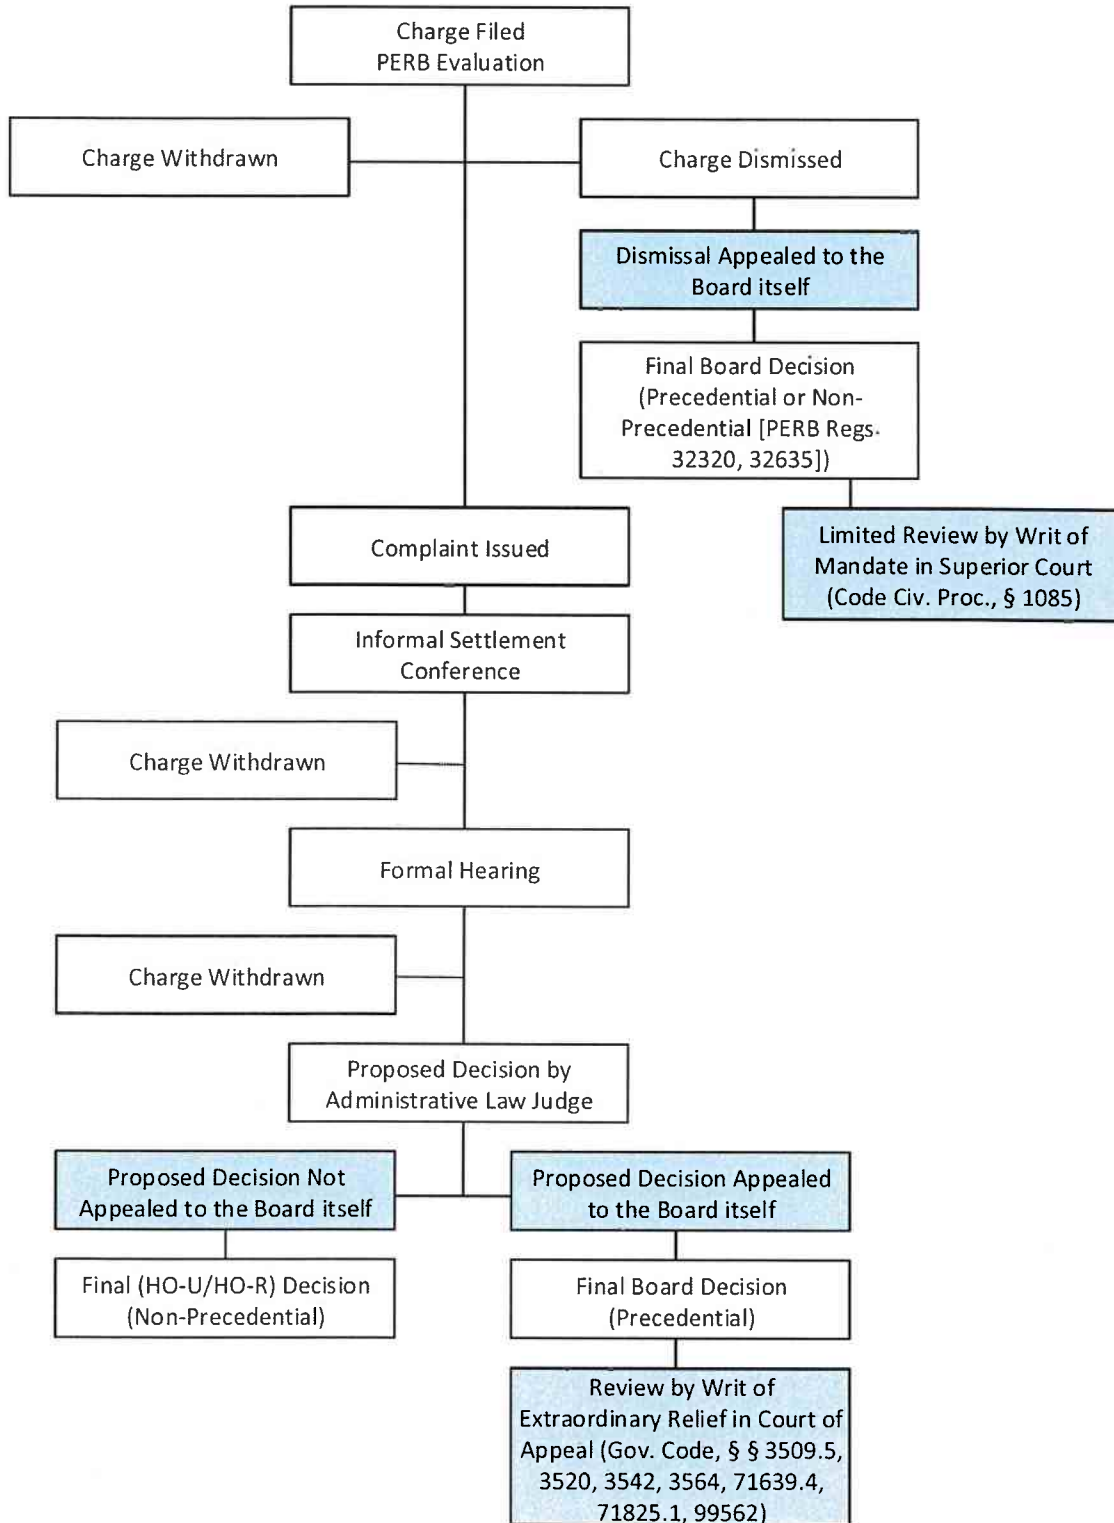 Charge Filed
PERB Evaluation
Charge Withdrawn
Charge Dismissed
Dismissal Appealed to the
Board itself
Final Board Decision
(Precedential or Non-
Precedential [PERB Regs.
32320, 32635])
Limited Review by Writ of
Mandate in Superior Court
(Code Civ. Proc., § 1085)
Complaint Issued
Informal Settlement
Conference
Charge Withdrawn
Formal Hearing
Charge Withdrawn
Proposed Decision by
Administrative Law Judge
Proposed Decision Not
Appealed to the Board itself
Proposed Decision Appealed
to the Board itself
Final (HO-U/HO-R) Decision
(Non-Precedential)
Final Board Decision
(Precedential)
Review by Writ of
Extraordinary Relief in Court of
Appeal (Gov. Code, § § 3509.5,
3520, 3542, 3564, 71639.4,
71825.1, 99562)